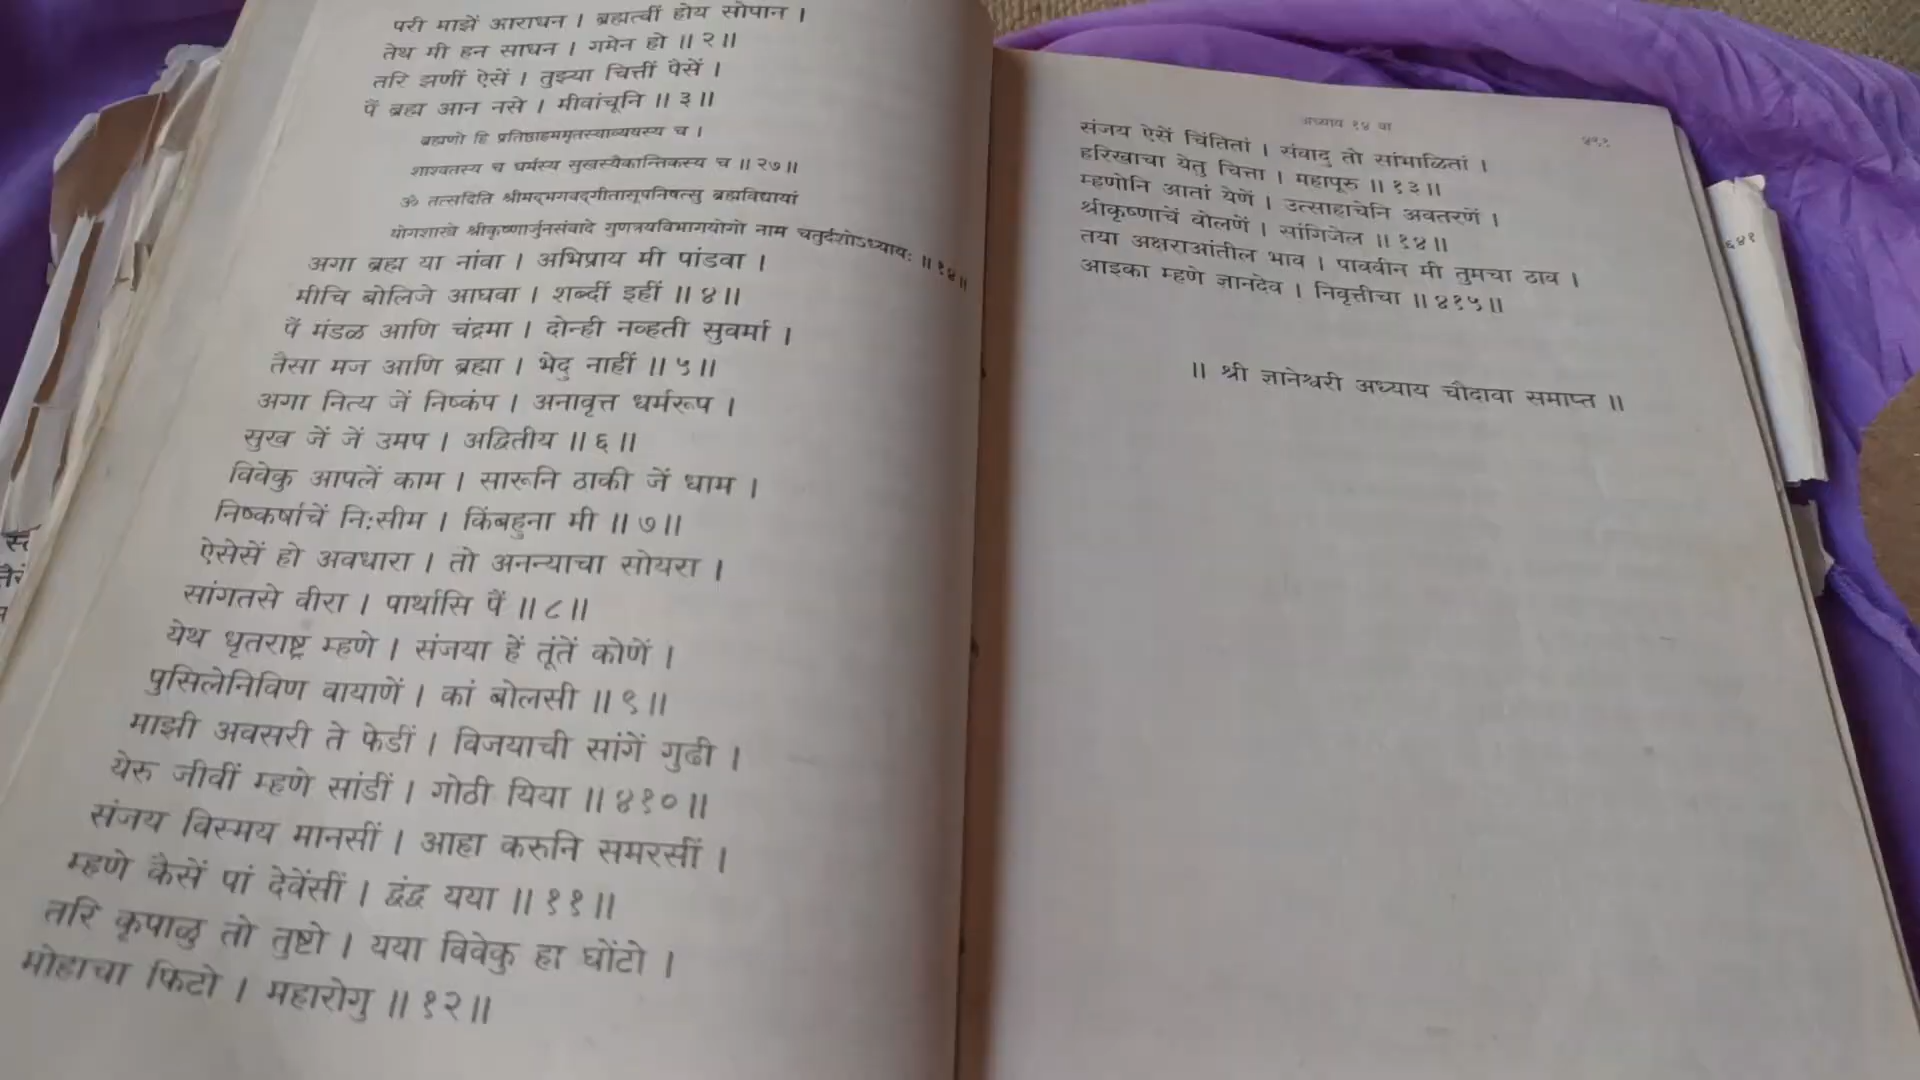 परी माझें आराधन । ब्रह्मत्वीं होय सोपान ।
तेथ मी हन साधन । गमेन हो ॥ २ ॥
तरि झणीं ऐसें । तुझ्या चित्तीं पैसें ।
पैं ब्रह्म आन नसे । मीवांचूनि ॥ ३ ॥
ब्रह्मणो हि प्रतिष्ठाहममृतस्याव्ययस्य च ।
शाश्वतस्य च धर्मस्य सुखस्यैकान्तिकस्य च ॥ २७ ॥
ॐ तत्सदिति श्रीमद्भगवद्गीतासूपनिषत्सु ब्रह्मविद्यायां
योगशास्त्रे श्रीकृष्णार्जुनसंवादे गुणत्रयविभागयोगो नाम चतुर्दशोऽध्यायः ॥ १४ ॥
अगा ब्रह्म या नांवा । अभिप्राय मी पांडवा ।
मीचि बोलिजे आघवा । शब्दीं इहीं ॥ ४ ॥
पैं मंडळ आणि चंद्रमा । दोन्ही नव्हती सुवर्मा ।
तैसा मज आणि ब्रह्मा । भेदु नाहीं ॥ ५ ॥
अगा नित्य जें निष्कंप । अनावृत्त धर्मरूप ।
सुख जें जें उमप । अद्वितीय ॥ ६ ॥
विवेकु आपलें काम । सारूनि ठाकी जें धाम ।
निष्कर्षाचें निःसीम । किंबहुना मी ॥ ७ ॥
ऐसेसें हो अवधारा । तो अनन्याचा सोयरा ।
सांगतसे वीरा । पार्थासि पैं ॥ ८ ॥
येथ धृतराष्ट्र म्हणे । संजया हें तूंतें कोणें ।
पुसिलेनिविण वायाणें । कां बोलसी ॥ ९ ॥
माझी अवसरी ते फेडीं । विजयाची सांगें गुढी ।
येरु जीवीं म्हणे सांडीं । गोठी यिया ॥ ४१० ॥
संजय विस्मय मानसीं । आहा करुनि समरसीं ।
म्हणे कैसें पां देवेंसीं । द्वंद्व यया ॥ ११ ॥
तरि कृपाळु तो तुष्टो । यया विवेकु हा घोंटो ।
मोहाचा फिटो । महारोगु ॥ १२ ॥
अध्याय १४ वा
संजय ऐसें चिंतितां । संवादु तो सांभाळितां ।
हरिखाचा येतु चित्ता । महापूरु ॥ १३ ॥
म्हणोनि आतां येणें । उत्साहाचेनि अवतरणें ।
श्रीकृष्णाचें बोलणें । सांगिजेल ॥ १४ ॥
तया अक्षराआंतील भाव । पाववीन मी तुमचा ठाव ।
आइका म्हणे ज्ञानदेव । निवृत्तीचा ॥ ४१५ ॥
॥ श्री ज्ञानेश्वरी अध्याय चौदावा समाप्त ॥